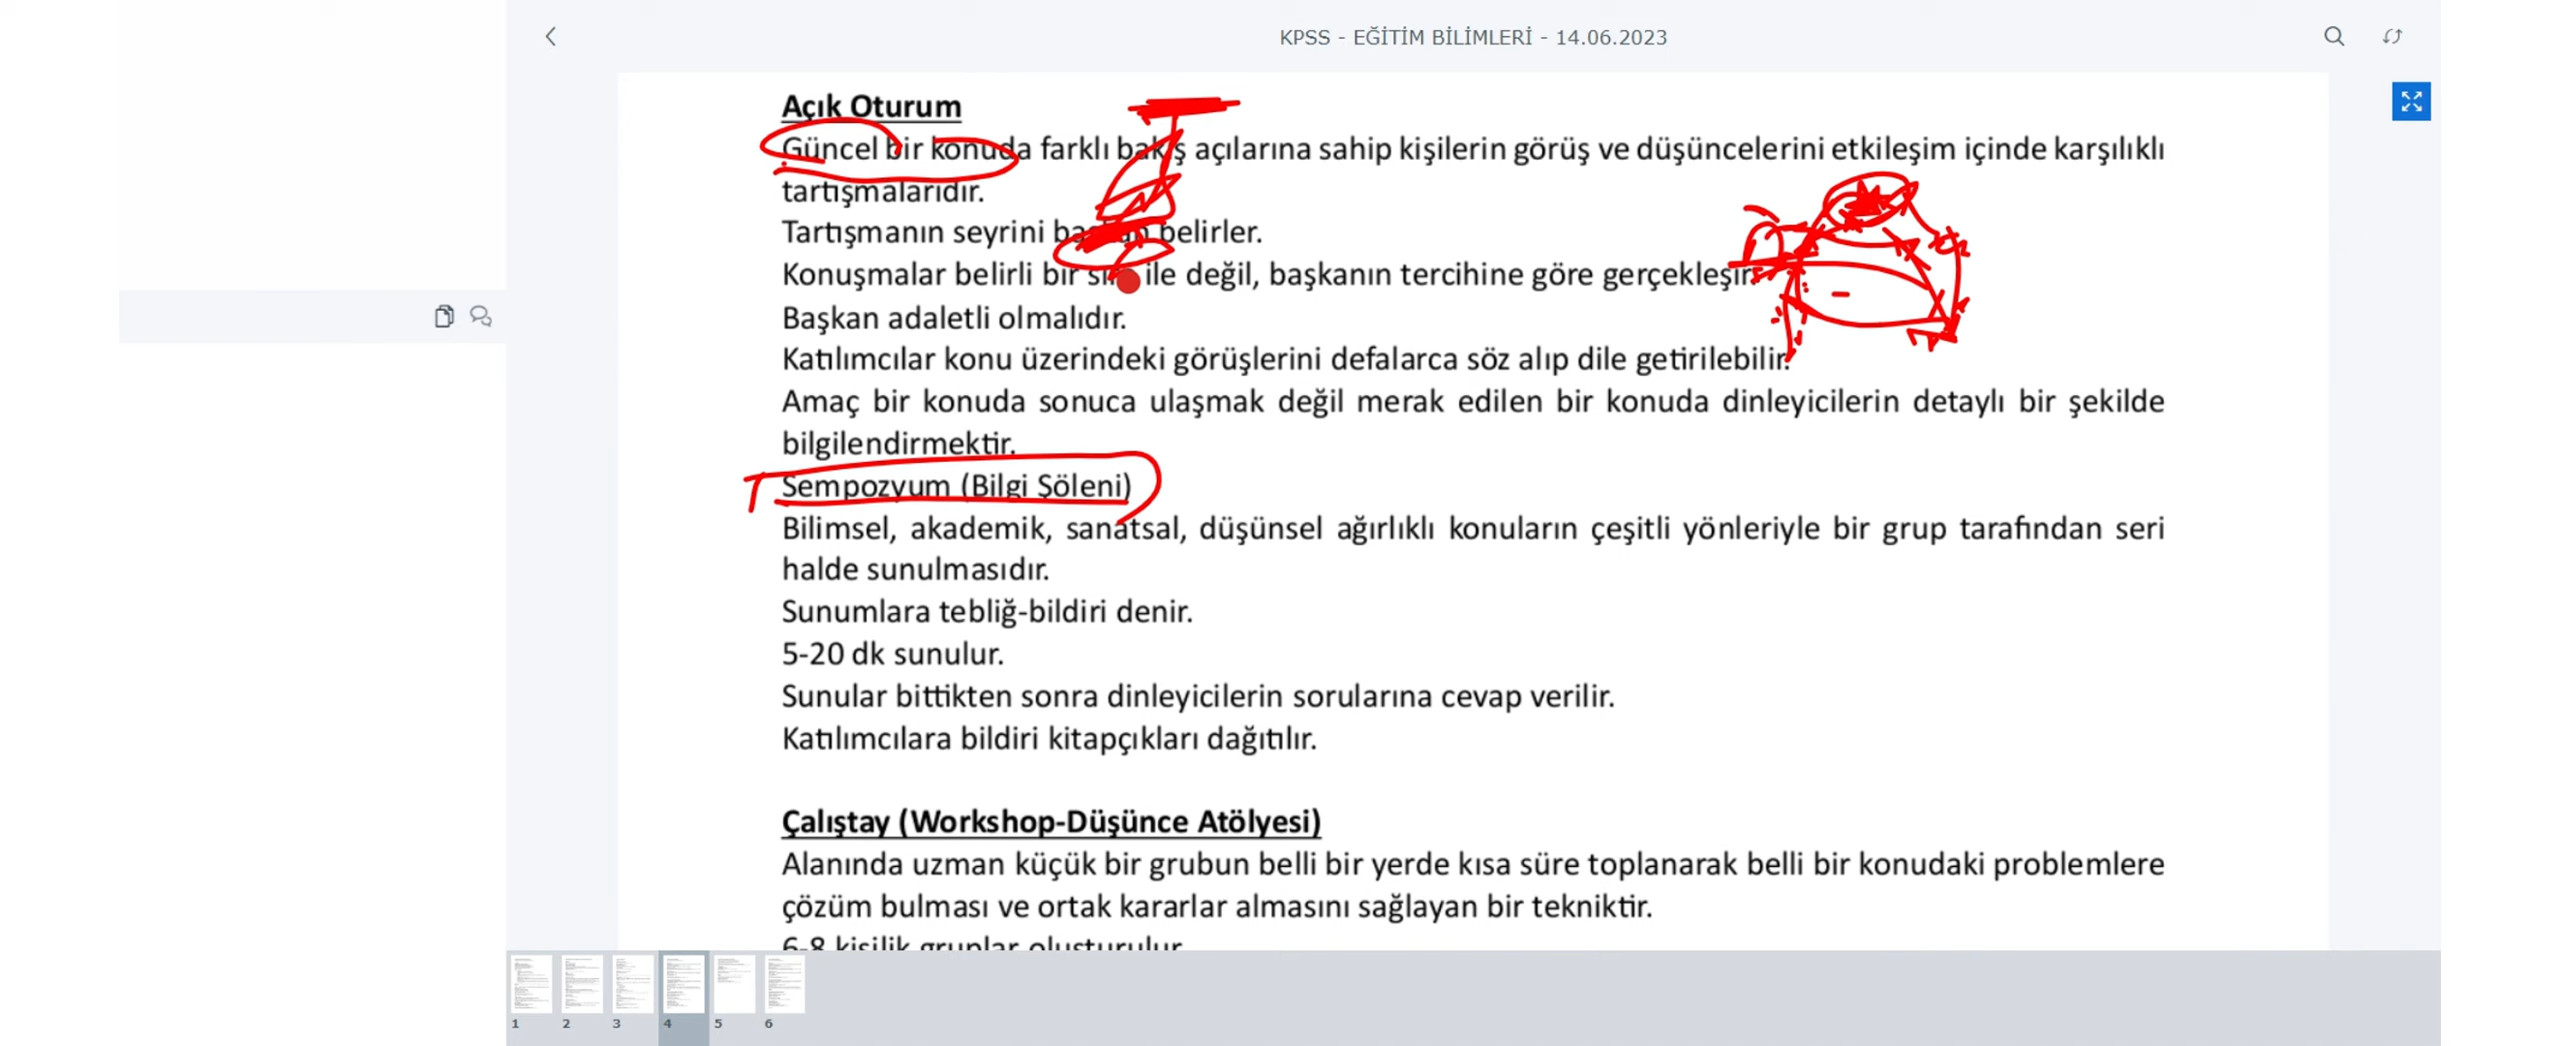 KPSS - EĞİTİM BİLİMLERİ - 14.06.2023
Açık Oturum
Güncel bir konuda farklı bakış açılarına sahip kişilerin görüş ve düşüncelerini etkileşim içinde karşılıklı
tartışmalarıdır.
Tartışmanın seyrini belirler.
Konuşmalar belirli bir ile değil, başkanın tercihine göre gerçekleşir.
Başkan adaletli olmalıdır.
Katılımcılar konu üzerindeki görüşlerini defalarca söz alıp dile getirilebilir.
Amaç bir konuda sonuca ulaşmak değil merak edilen bir konuda dinleyicilerin detaylı bir şekilde
bilgilendirmektir.
Sempozyum (Bilgi Şöleni)
Bilimsel, akademik, sanatsal, düşünsel ağırlıklı konuların çeşitli yönleriyle bir grup tarafından seri
halde sunulmasıdır.
Sunumlara tebliğ-bildiri denir.
5-20 dk sunulur.
Sunular bittikten sonra dinleyicilerin sorularına cevap verilir.
Katılımcılara bildiri kitapçıkları dağıtılır.
Çalıştay (Workshop-Düşünce Atölyesi)
Alanında uzman küçük bir grubun belli bir yerde kısa süre toplanarak belli bir konudaki problemlere
çözüm bulması ve ortak kararlar almasını sağlayan bir tekniktir.
6-8 kişilik gruplar oluşturulur.
1 2 3 4 5 6